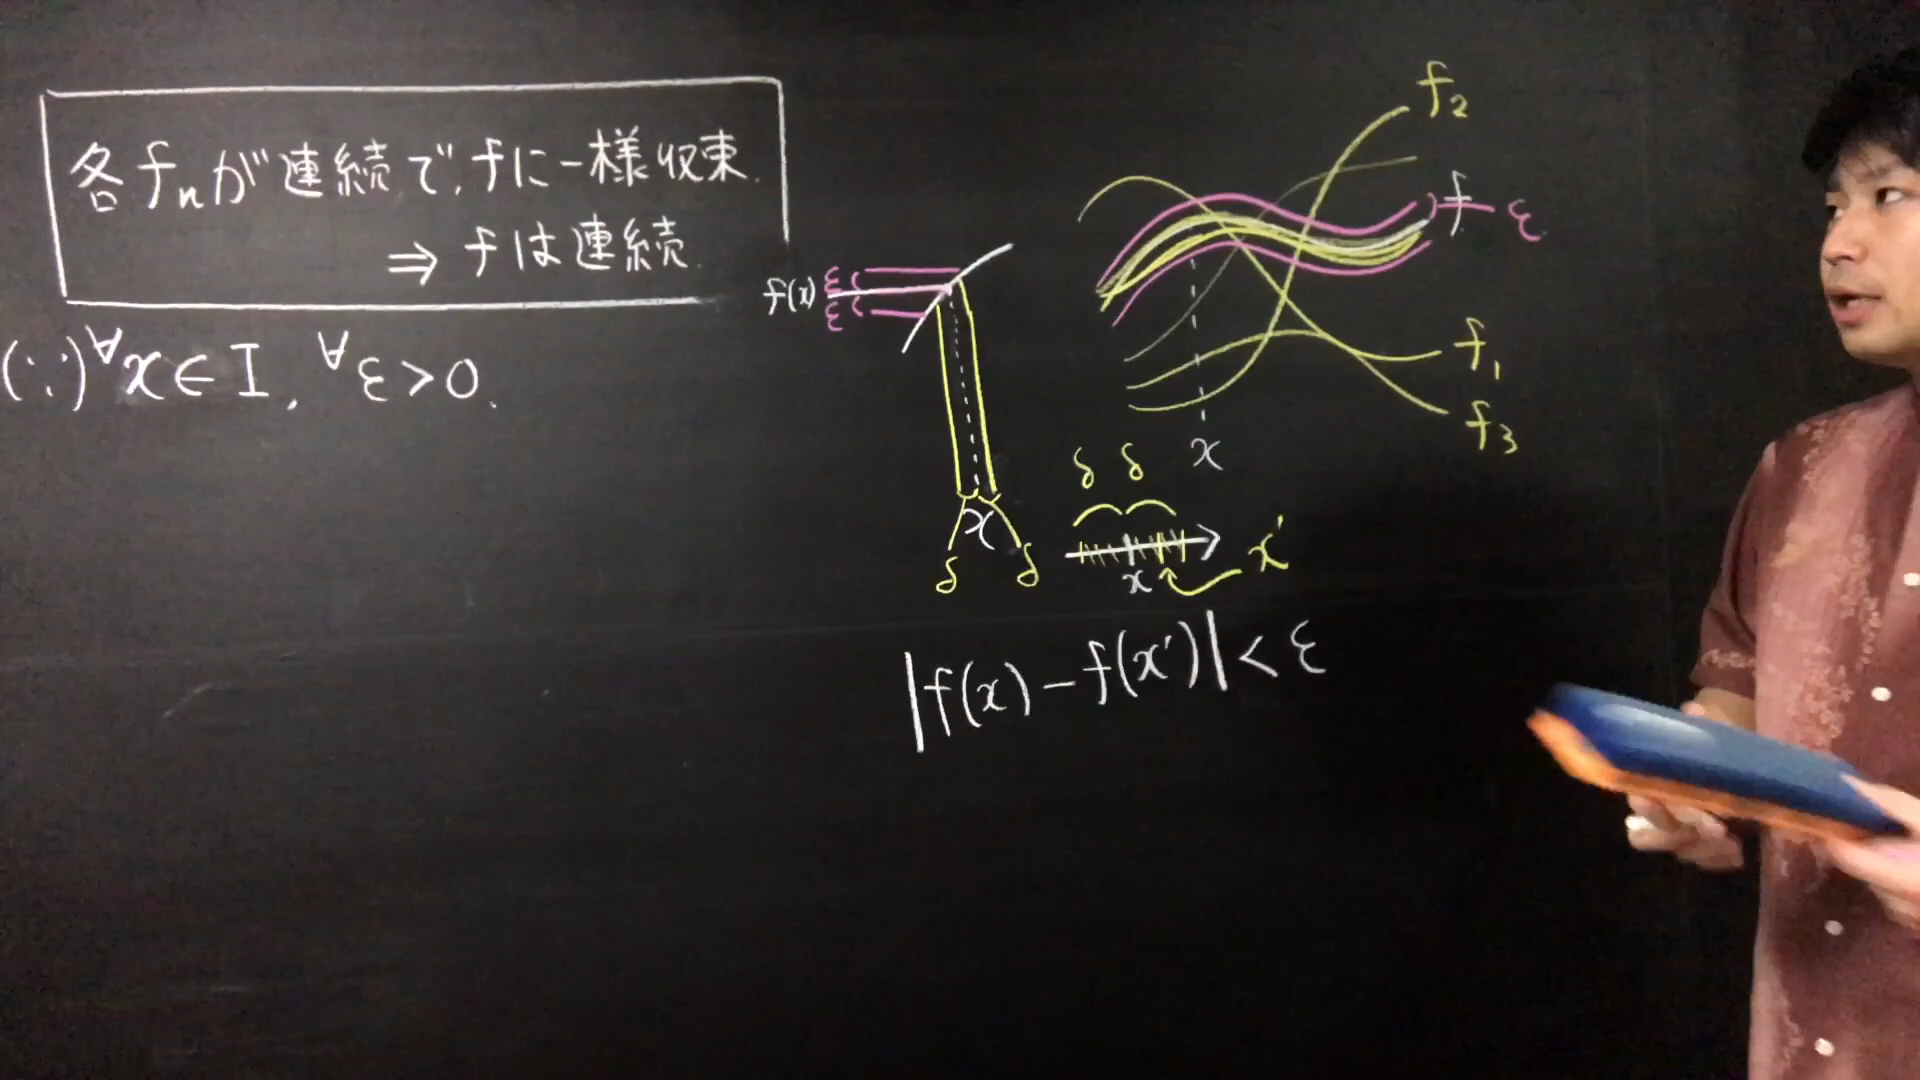 各fnが連続で、fに一様収束.
⇒ fは連続.
(∵) ∀x∈I, ∀ε>0.
f(x) ε ε
x
δ δ
f2
f
ε
f1
f3
x
δ δ
x x'
|f(x)-f(x')|<ε